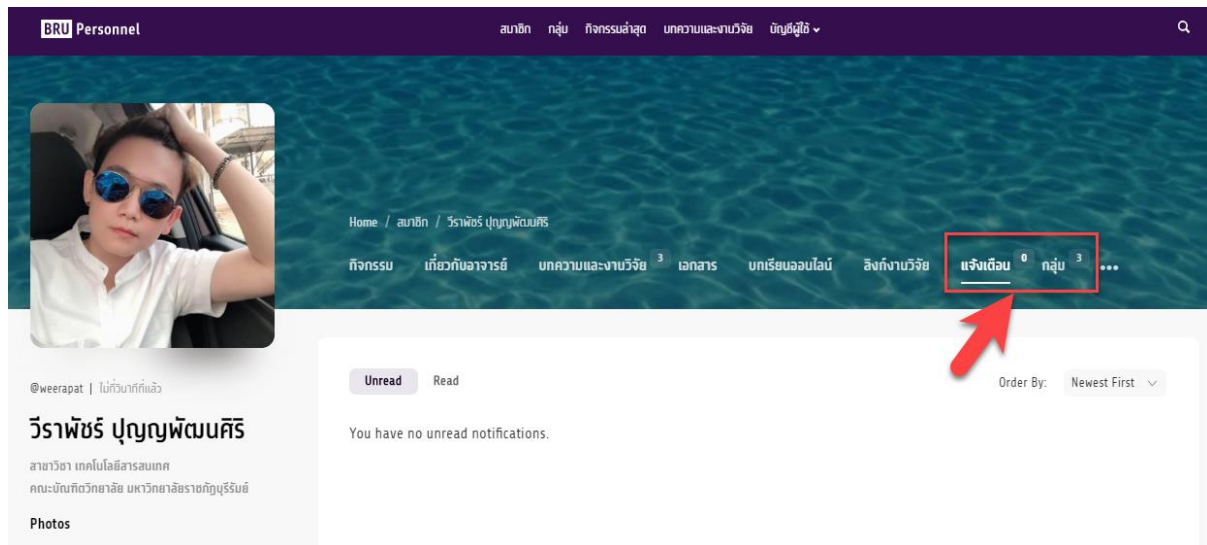 BRU Personnel
สมาชิก กลุ่ม กิจกรรมล่าสุด บทความและงานวิจัย บัญชีผู้ใช้
Home / สมาชิก / วีราพัชร์ ปุญญพัฒนศิริ
กิจกรรม เกี่ยวกับอาจารย์ บทความและงานวิจัย 3 เอกสาร บทเรียนออนไลน์ ลิงก์งานวิจัย แจ้งเตือน 0 กลุ่ม 3 •••
Unread Read Order By: Newest First
You have no unread notifications.
@weerapat | ไม่กี่วินาทีที่แล้ว
วีราพัชร์ ปุญญพัฒนศิริ
สาขาวิชา เทคโนโลยีสารสนเทศ
คณะบัณฑิตวิทยาลัย มหาวิทยาลัยราชภัฏบุรีรัมย์
Photos